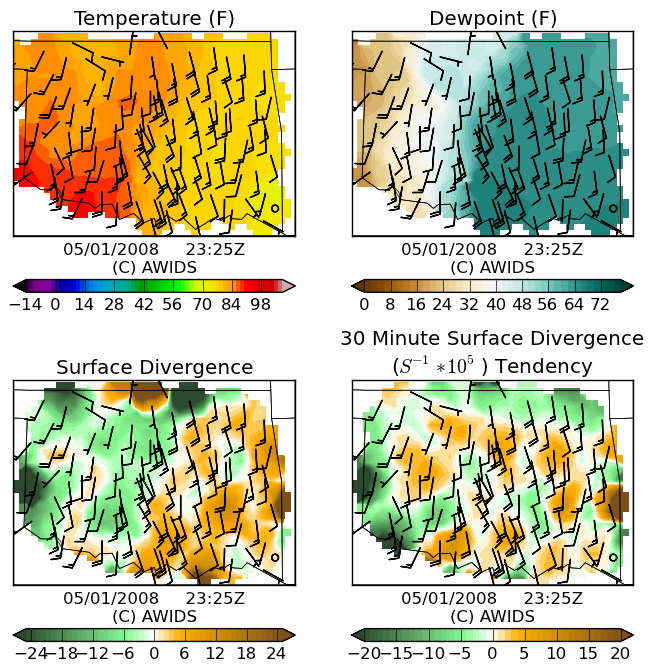 Temperature (F)
Dewpoint (F)
05/01/2008 23:25Z
(C) AWIDS
05/01/2008 23:25Z
(C) AWIDS
−14 0 14 28 42 56 70 84 98
0 8 16 24 32 40 48 56 64 72
Surface Divergence
30 Minute Surface Divergence
(S⁻¹ *10⁵ ) Tendency
05/01/2008 23:25Z
(C) AWIDS
05/01/2008 23:25Z
(C) AWIDS
−24 −18 −12 −6 0 6 12 18 24
−20 −15 −10 −5 0 5 10 15 20